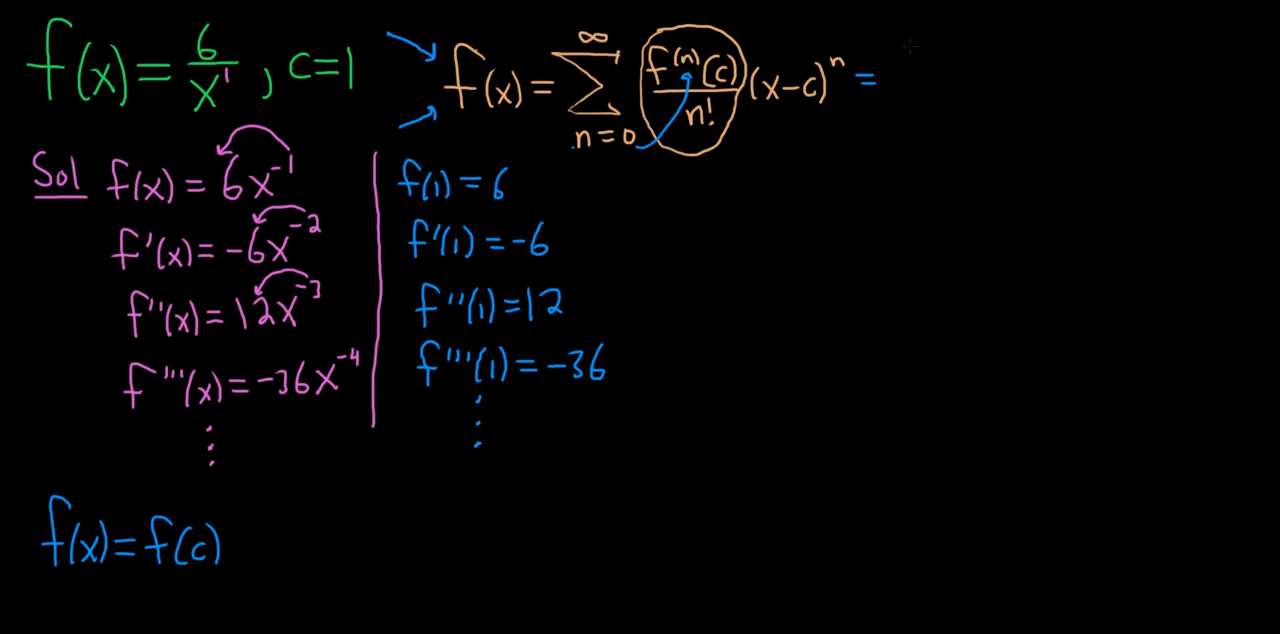 f(x) = 6/x¹, c=1
f(x) = ∑_{n=0}^{∞} f⁽ⁿ⁾(c)/n! (x-c)ⁿ =
Sol f(x) = 6x⁻¹
f'(x) = -6x⁻²
f''(x) = 12x⁻³
f'''(x) = -36x⁻⁴
⋮
f(1) = 6
f'(1) = -6
f''(1) = 12
f'''(1) = -36
⋮
f(x) = f(c)